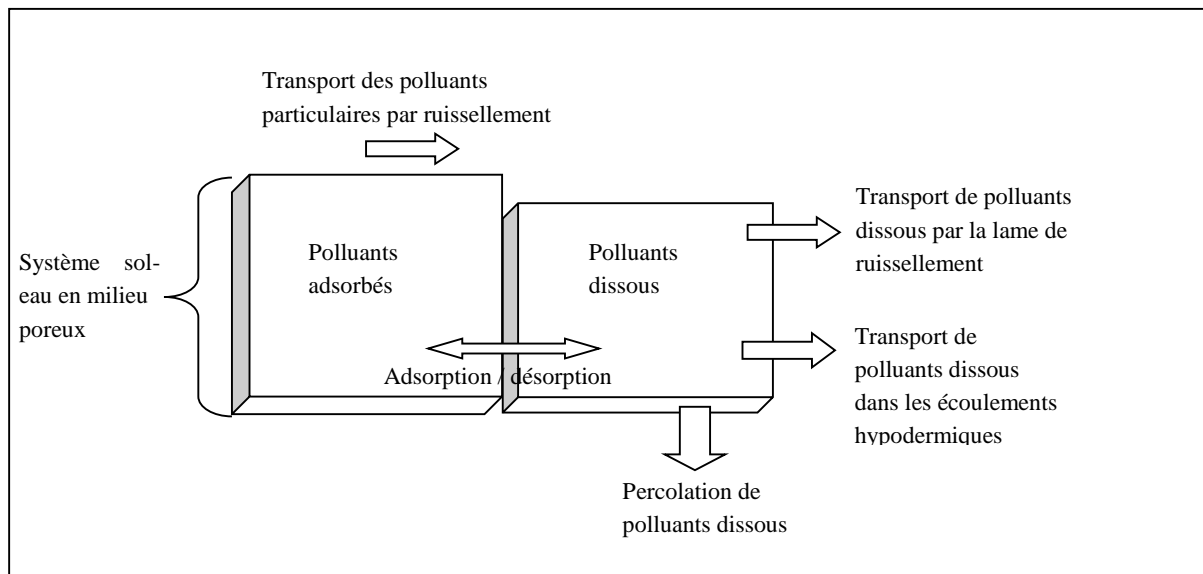 Transport des polluants
particulaires par ruissellement
Système sol-
eau en milieu
poreux
Polluants
adsorbés
Polluants
dissous
Adsorption / désorption
Transport de polluants
dissous par la lame de
ruissellement
Transport de
polluants dissous
dans les écoulements
hypodermiques
Percolation de
polluants dissous